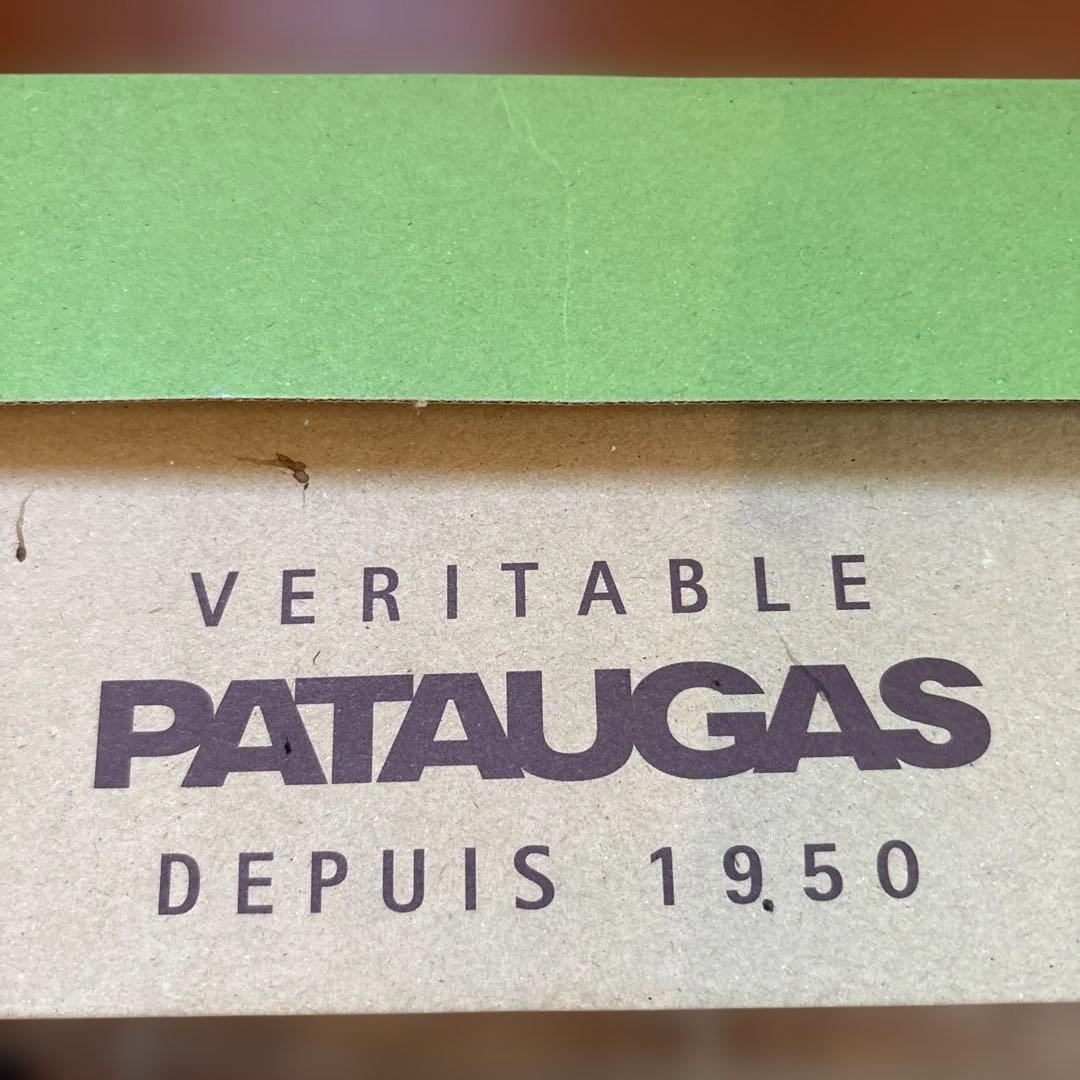 VERITABLE
PATAUGAS
DEPUIS 1950